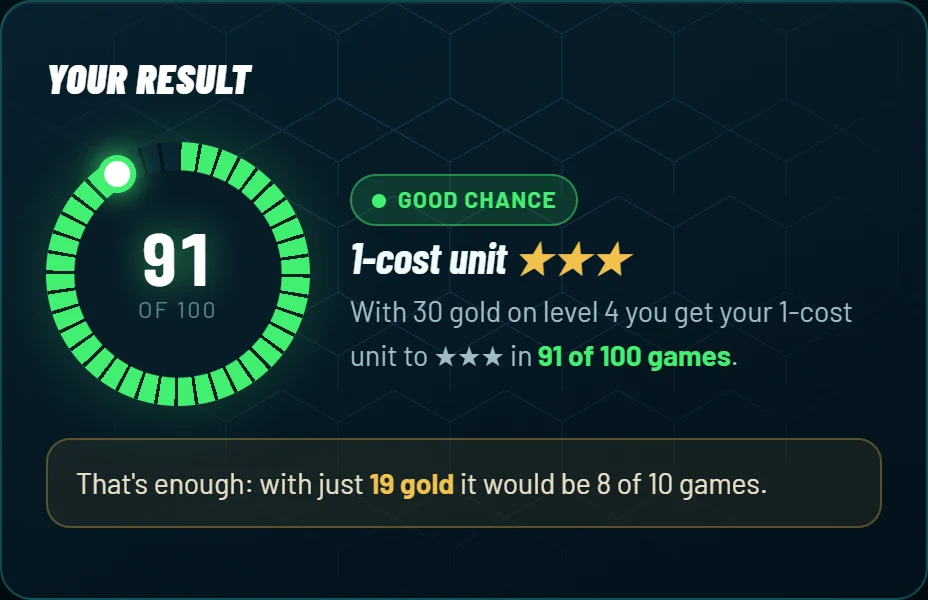 YOUR RESULT
91
OF 100
GOOD CHANCE
1-cost unit ★★★
With 30 gold on level 4 you get your 1-cost
unit to ★★★ in 91 of 100 games.
That's enough: with just 19 gold it would be 8 of 10 games.